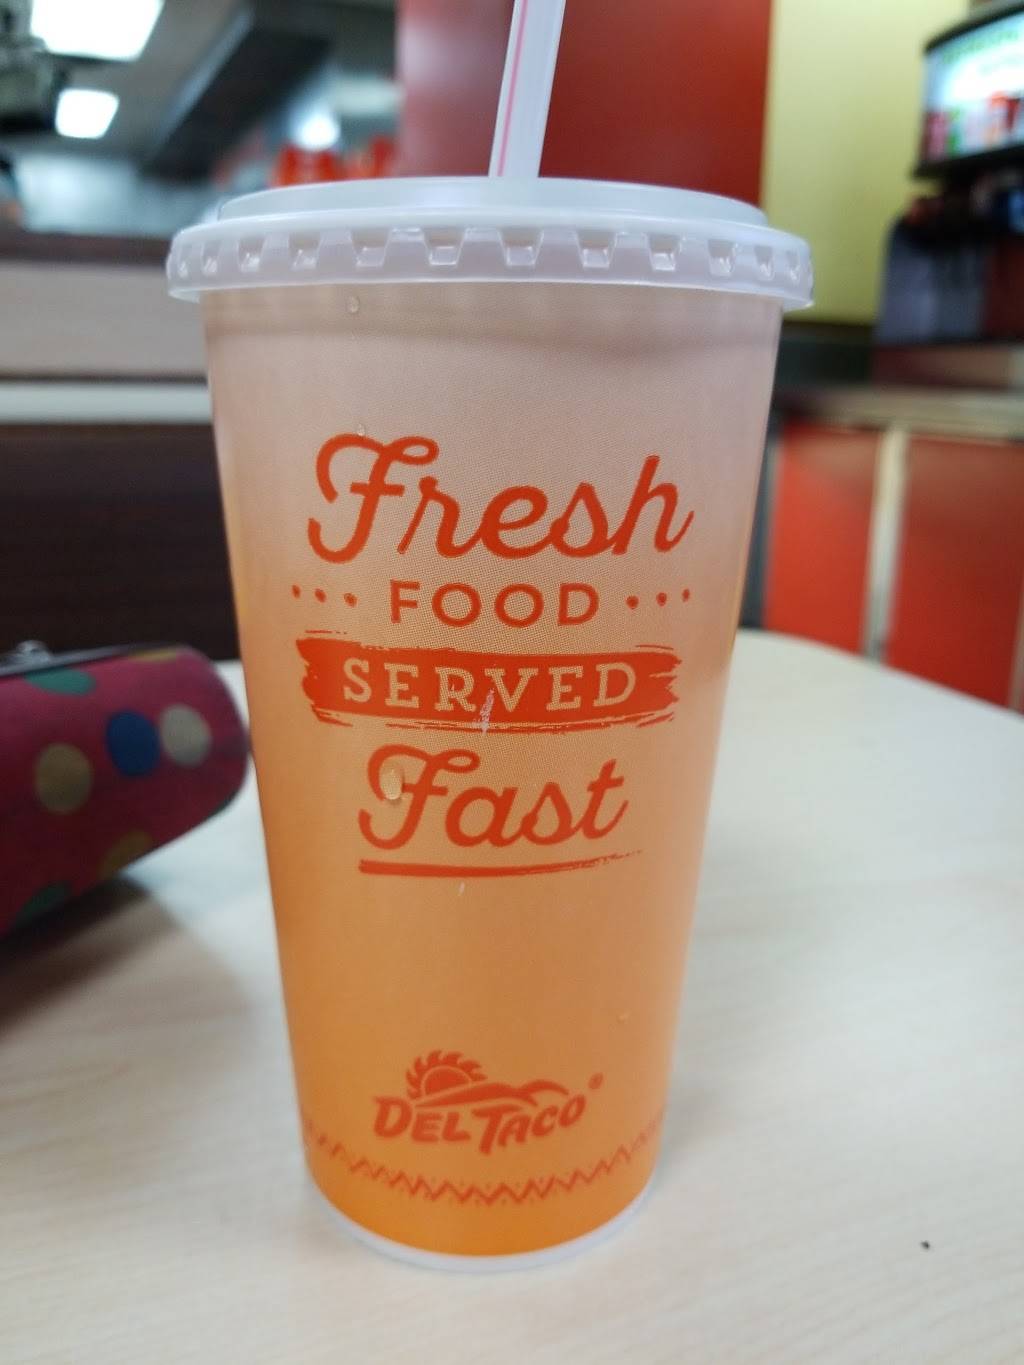 Fresh
··· FOOD ···
SERVED
Fast
DEL TACO®